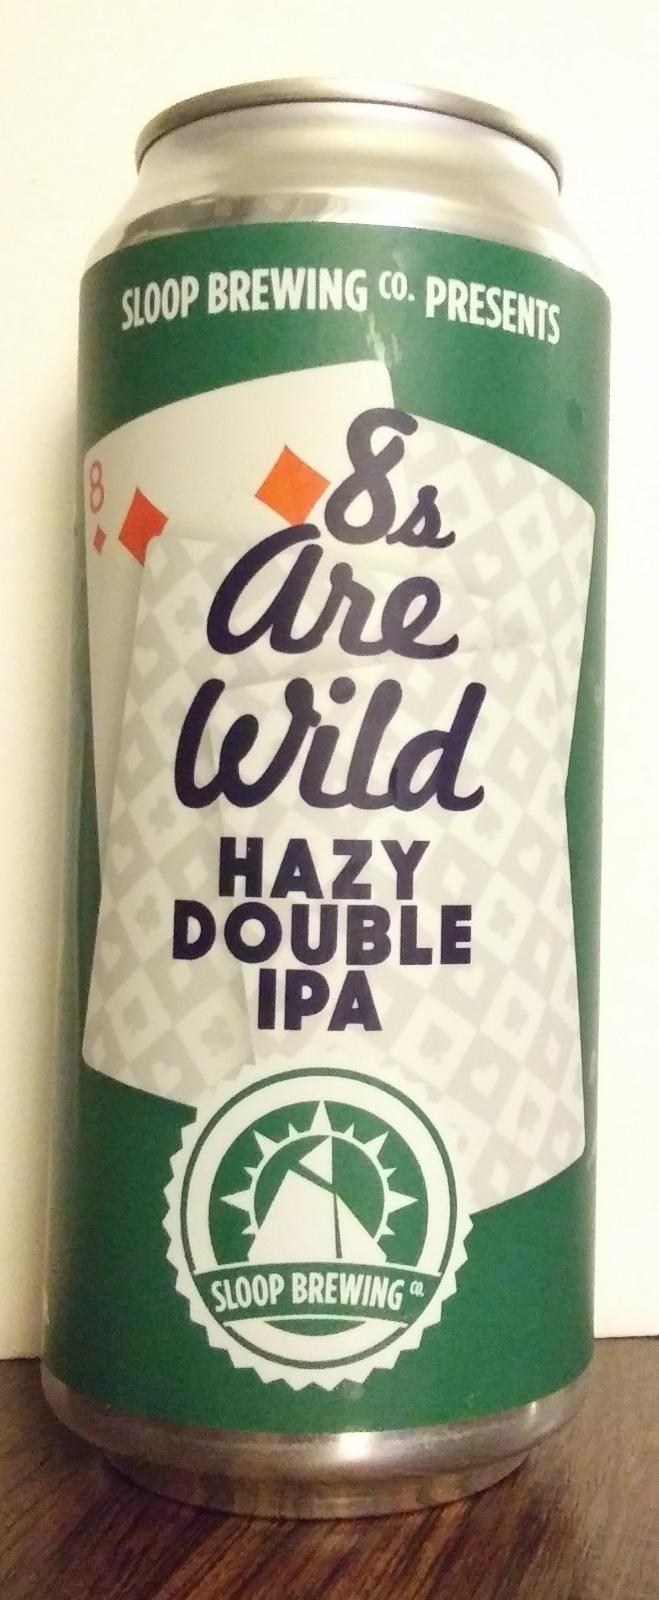 SLOOP BREWING CO. PRESENTS
8
8s
Are
Wild
HAZY
DOUBLE
IPA
SLOOP BREWING CO.